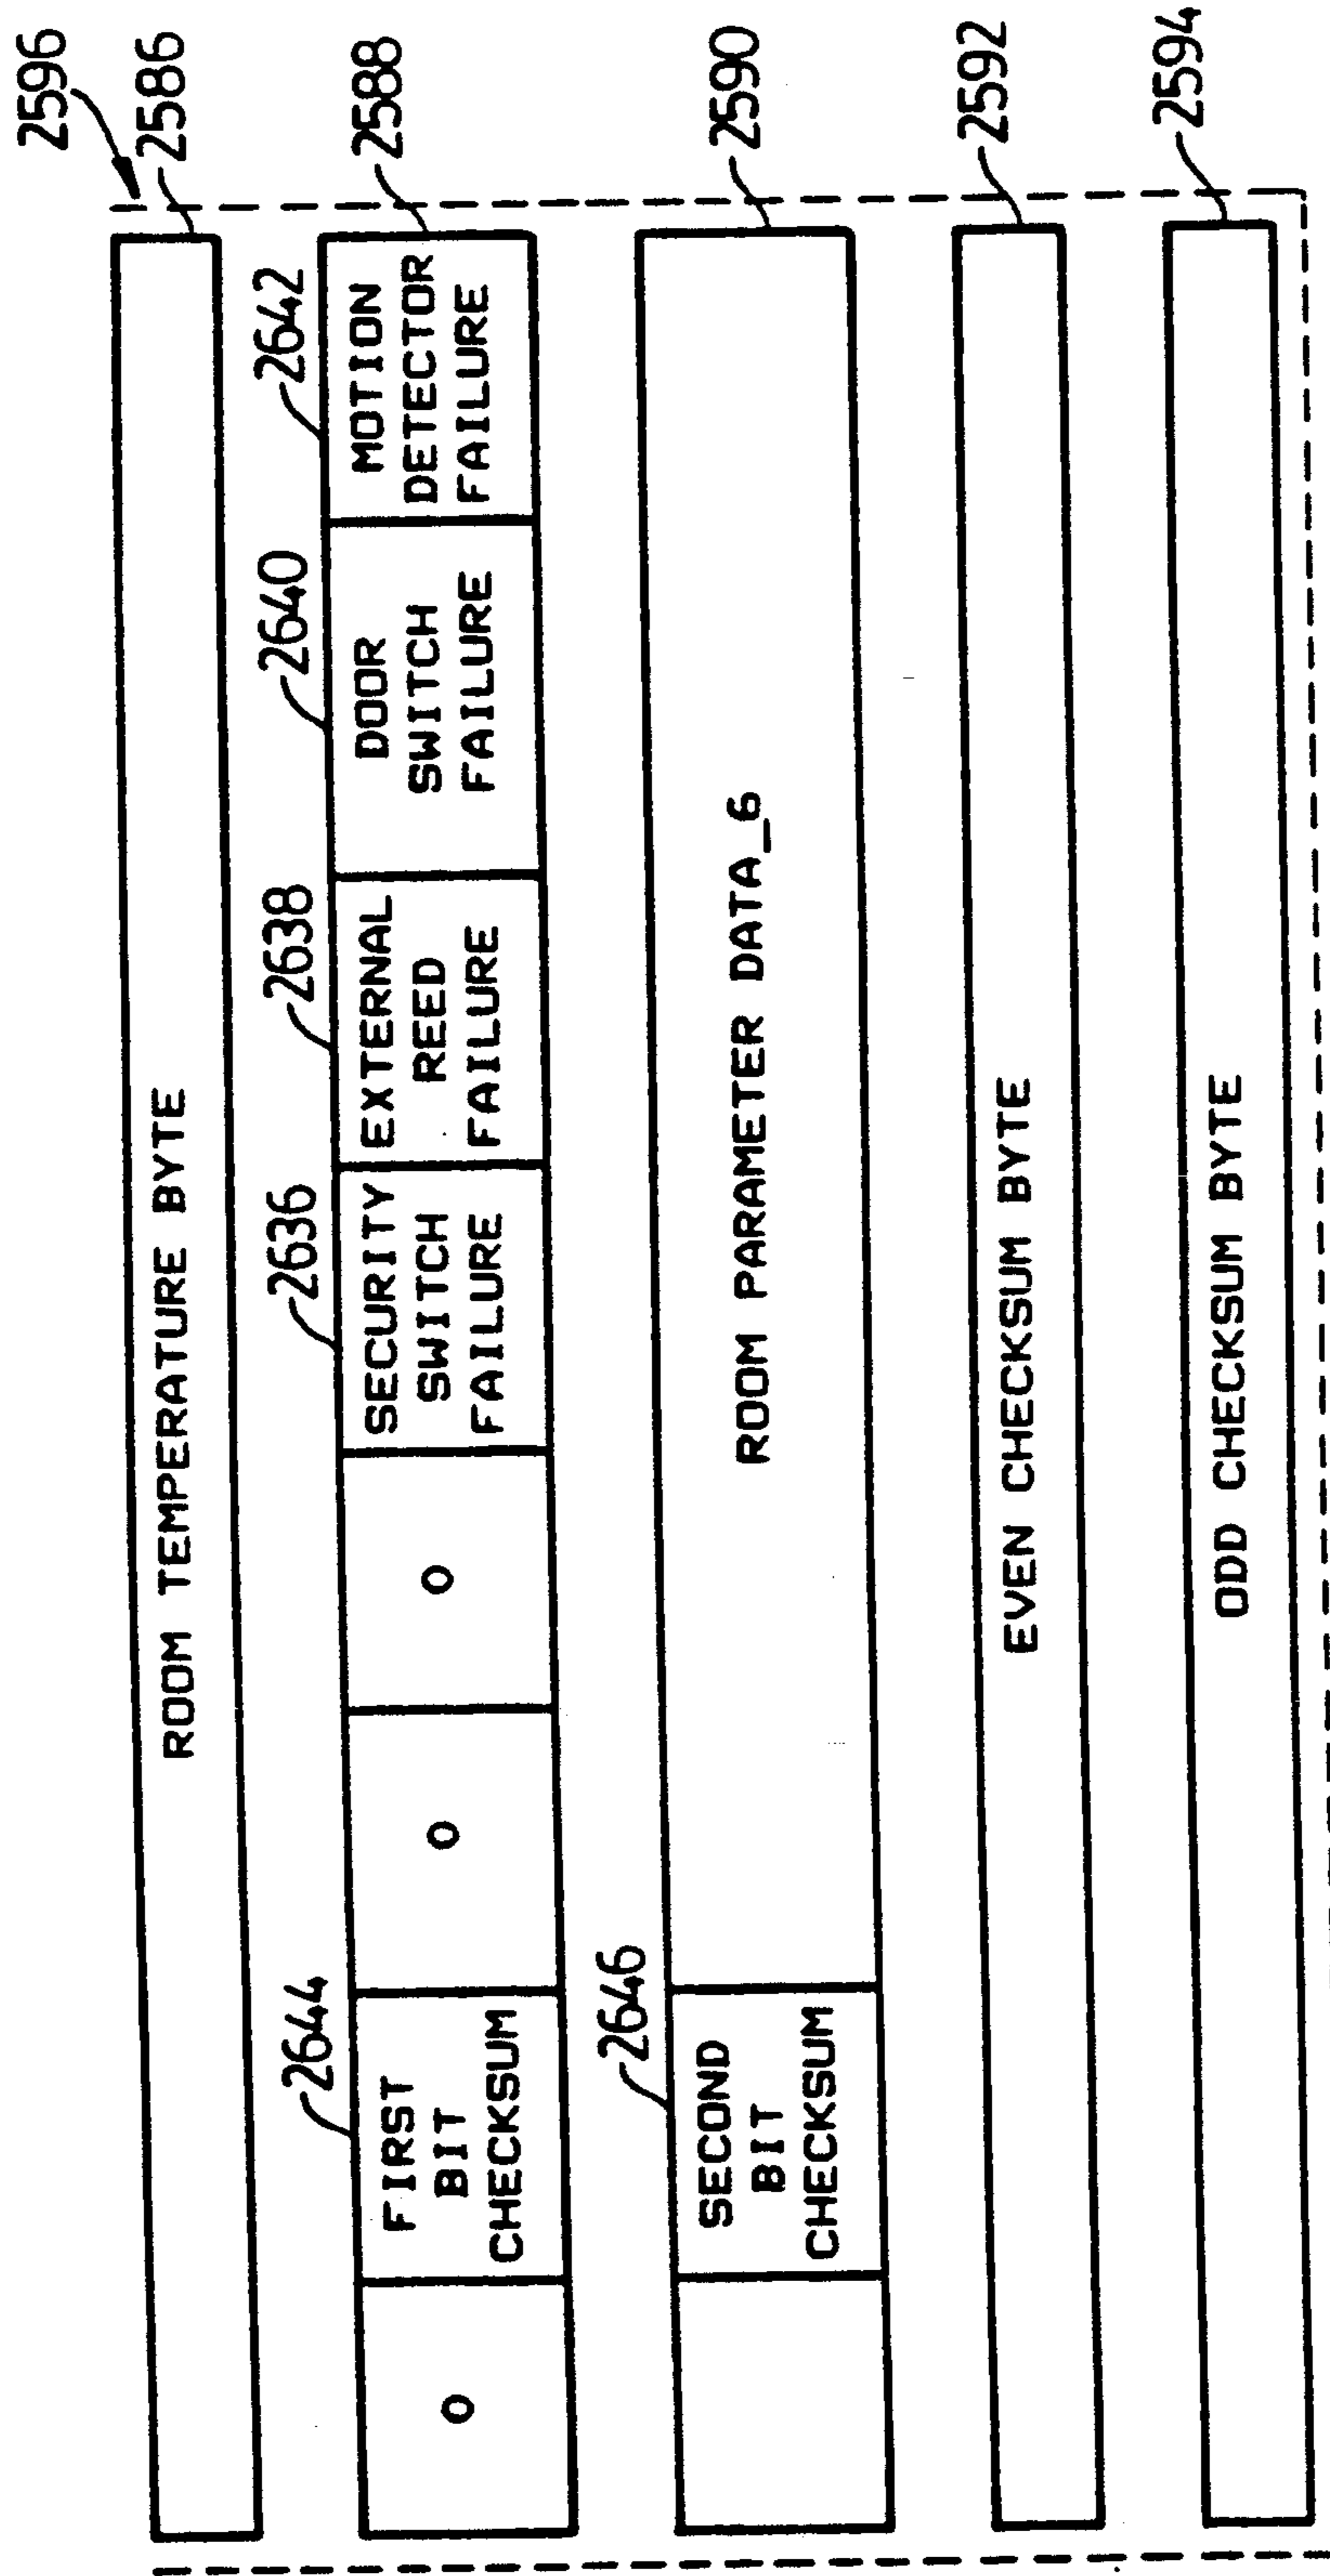 2596
ROOM TEMPERATURE BYTE
2586
2644
2636
2638
2640
2642
0
FIRST
BIT
CHECKSUM
0
0
SECURITY
SWITCH
FAILURE
EXTERNAL
REED
FAILURE
DOOR
SWITCH
FAILURE
MOTION
DETECTOR
FAILURE
2588
2646
SECOND
BIT
CHECKSUM
ROOM PARAMETER DATA_6
2590
EVEN CHECKSUM BYTE
2592
ODD CHECKSUM BYTE
2594